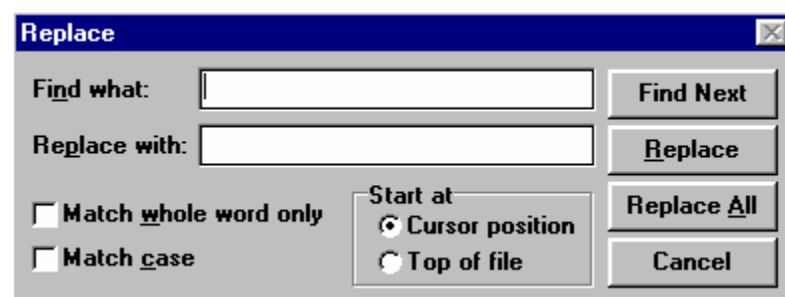 Replace
Find what:
Find Next
Replace with:
Replace
Match whole word only
Start at
Cursor position
Replace All
Match case
Top of file
Cancel